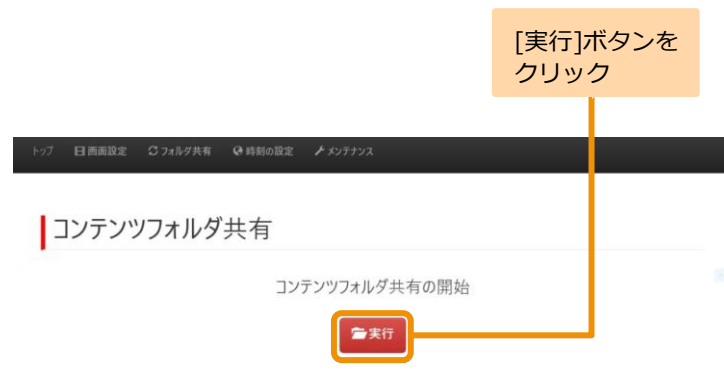 [実行]ボタンを
クリック
トップ 画面設定 フォルダ共有 時刻の設定 メンテナンス
コンテンツフォルダ共有
コンテンツフォルダ共有の開始
実行